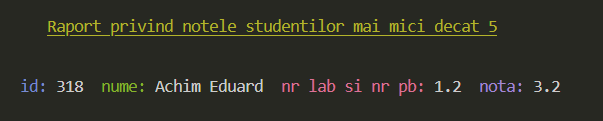 Raport privind notele studentilor mai mici decat 5
id: 318 nume: Achim Eduard nr lab si nr pb: 1.2 nota: 3.2